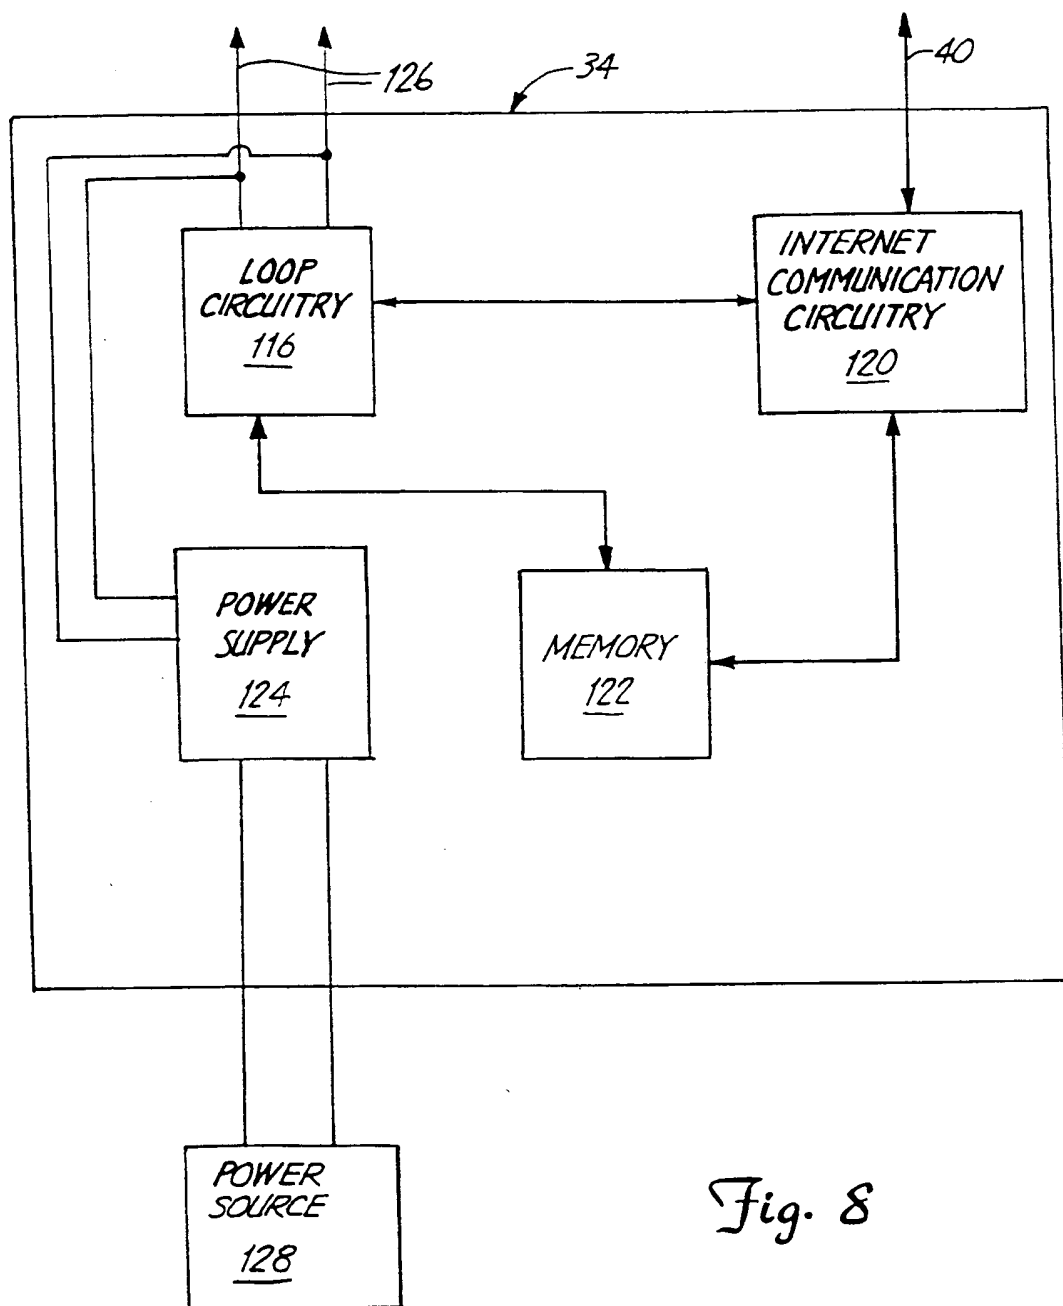 34
40
126
LOOP
CIRCUITRY
116
INTERNET
COMMUNICATION
CIRCUITRY
120
POWER
SUPPLY
124
MEMORY
122
POWER
SOURCE
128
Fig. 8